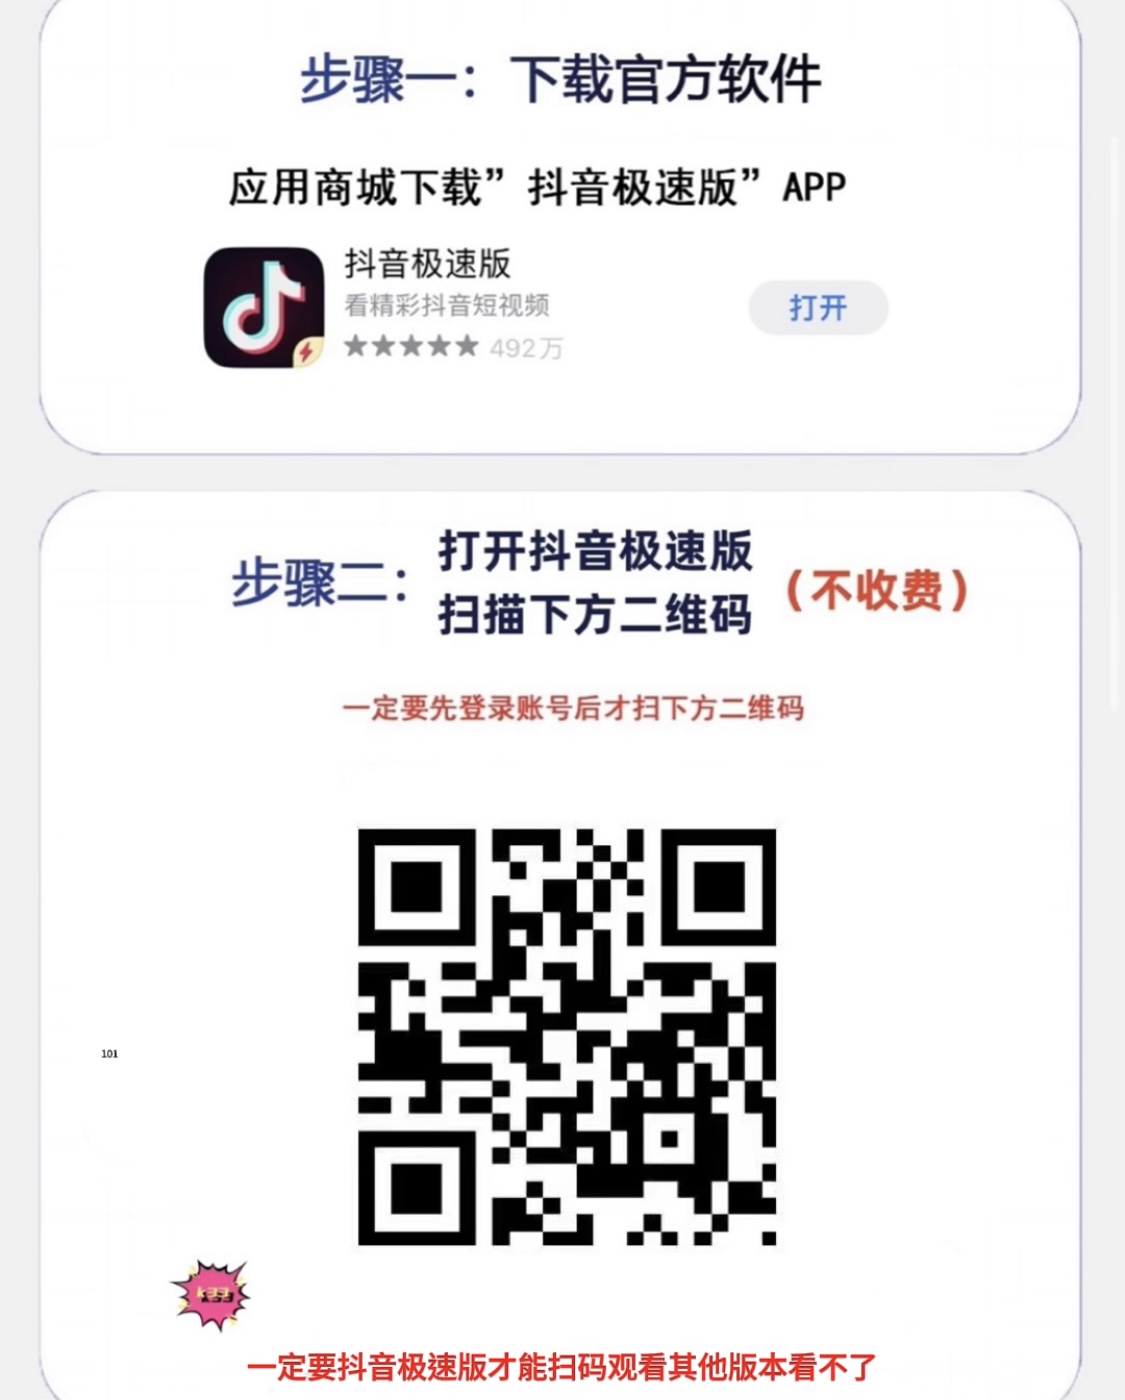 步骤一：下载官方软件
应用商城下载”抖音极速版”APP
抖音极速版
看精彩抖音短视频
★★★★★ 492万
打开
步骤二：
打开抖音极速版
扫描下方二维码
（不收费）
一定要先登录账号后才扫下方二维码
101
k33
一定要抖音极速版才能扫码观看其他版本看不了